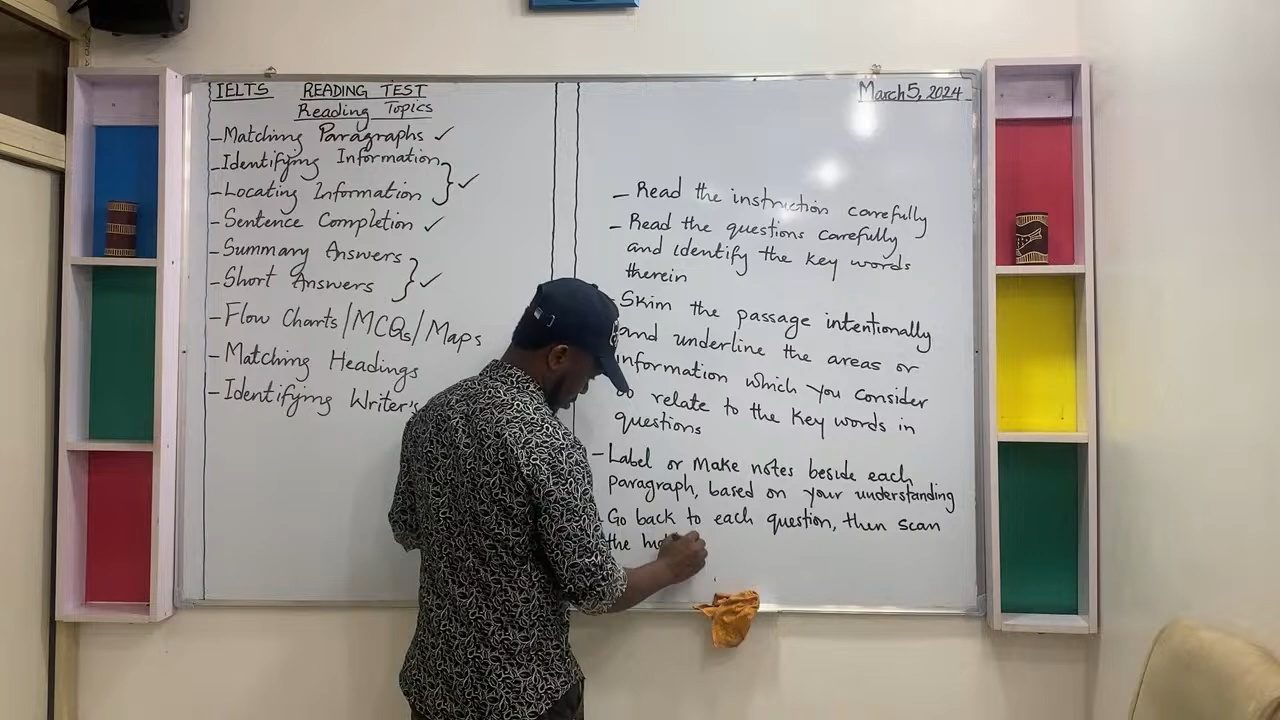 IELTS READING TEST
Reading Topics
- Matching Paragraphs ✓
- Identifying Information
- Locating Information ✓
- Sentence Completion ✓
- Summary Answers
- Short Answers ✓
- Flow Charts/MCQs/Maps
- Matching Headings
- Identifying Writer's
March 5, 2024
- Read the instruction carefully
- Read the questions carefully
and identify the key words
therein
Skim the passage intentionally
and underline the areas or
information which you consider
relate to the key words in
questions
- Label or Make notes beside each
paragraph, based on your understanding
Go back to each question, then scan
the